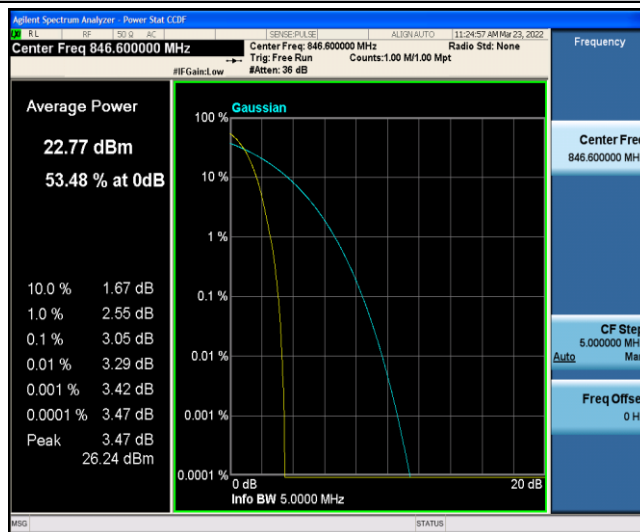 Agilent Spectrum Analyzer - Power Stat CCDF
RL RF 50 Ω AC SENSE:PULSE ALIGNAUTO 11:24:57 AM Mar 23, 2022
Center Freq 846.600000 MHz
Center Freq: 846.600000 MHz Radio Std: None
Trig: Free Run Counts:1.00 M/1.00 Mpt
#IFGain:Low #Atten: 36 dB
Average Power
22.77 dBm
53.48 % at 0dB
10.0 % 1.67 dB
1.0 % 2.55 dB
0.1 % 3.05 dB
0.01 % 3.29 dB
0.001 % 3.42 dB
0.0001 % 3.47 dB
Peak 3.47 dB
26.24 dBm
Gaussian
100 %
10 %
1 %
0.1 %
0.01 %
0.001 %
0.0001 %
0 dB 20 dB
Info BW 5.0000 MHz
Frequency
Center Fre
846.600000 MH
CF Step
5.000000 MH
Auto Ma
Freq Offse
0 H
MSG STATUS